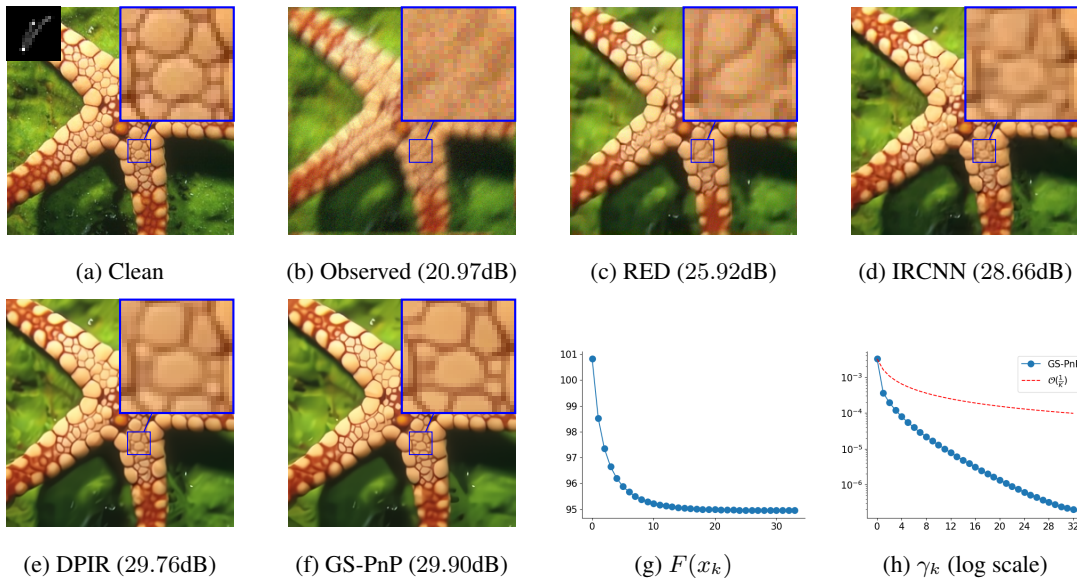 (a) Clean
(b) Observed (20.97dB)
(c) RED (25.92dB)
(d) IRCNN (28.66dB)
101
100
99
98
97
96
95
0
10
20
30
GS-PnP
𝒪(1/K)
10⁻³
10⁻⁴
10⁻⁵
10⁻⁶
0 4 8 12 16 20 24 28 32
(e) DPIR (29.76dB)
(f) GS-PnP (29.90dB)
(g) F(xₖ)
(h) γₖ (log scale)